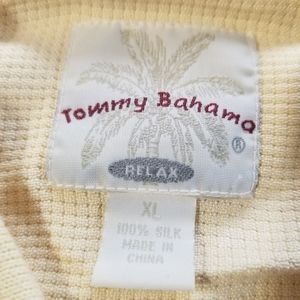 Tommy Bahama
®
RELAX
XL
100% SILK
MADE IN
CHINA